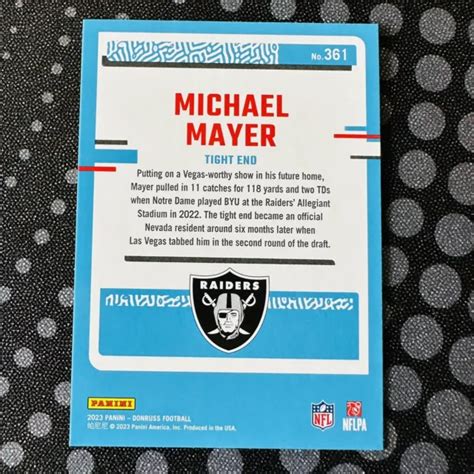 No.361
MICHAEL
MAYER
TIGHT END
Putting on a Vegas-worthy show in his future home,
Mayer pulled in 11 catches for 118 yards and two TDs
when Notre Dame played BYU at the Raiders' Allegiant
Stadium in 2022. The tight end became an official
Nevada resident around six months later when
Las Vegas tabbed him in the second round of the draft.
RAIDERS
PANINI
2023 PANINI - DONRUSS FOOTBALL
帕尼尼 © 2023 Panini America, Inc. Produced in the USA.
NFL
NFLPA